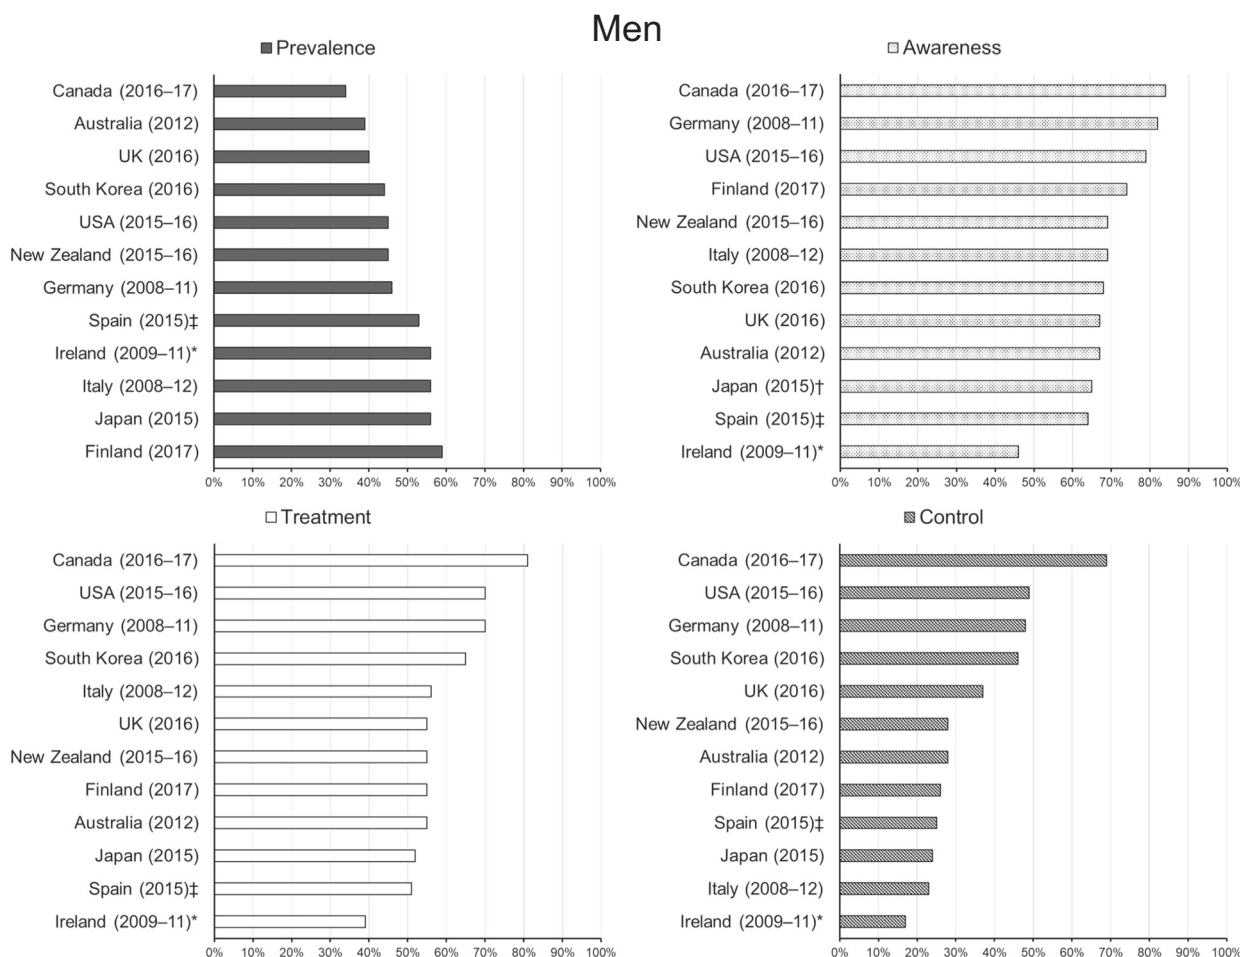 Men
Prevalence
Canada (2016–17)
Australia (2012)
UK (2016)
South Korea (2016)
USA (2015–16)
New Zealand (2015–16)
Germany (2008–11)
Spain (2015)‡
Ireland (2009–11)*
Italy (2008–12)
Japan (2015)
Finland (2017)
0% 10% 20% 30% 40% 50% 60% 70% 80% 90% 100%
Awareness
Canada (2016–17)
Germany (2008–11)
USA (2015–16)
Finland (2017)
New Zealand (2015–16)
Italy (2008–12)
South Korea (2016)
UK (2016)
Australia (2012)
Japan (2015)†
Spain (2015)‡
Ireland (2009–11)*
0% 10% 20% 30% 40% 50% 60% 70% 80% 90% 100%
Treatment
Canada (2016–17)
USA (2015–16)
Germany (2008–11)
South Korea (2016)
Italy (2008–12)
UK (2016)
New Zealand (2015–16)
Finland (2017)
Australia (2012)
Japan (2015)
Spain (2015)‡
Ireland (2009–11)*
0% 10% 20% 30% 40% 50% 60% 70% 80% 90% 100%
Control
Canada (2016–17)
USA (2015–16)
Germany (2008–11)
South Korea (2016)
UK (2016)
New Zealand (2015–16)
Australia (2012)
Finland (2017)
Spain (2015)‡
Japan (2015)
Italy (2008–12)
Ireland (2009–11)*
0% 10% 20% 30% 40% 50% 60% 70% 80% 90% 100%